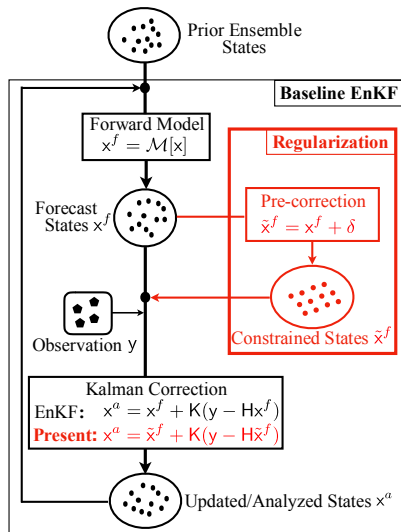 Prior Ensemble
States
Baseline EnKF
Forward Model
x^f = ℳ[x]
Regularization
Pre-correction
x̃^f = x^f + δ
Forecast
States x^f
Constrained States x̃^f
Observation y
Kalman Correction
EnKF: x^a = x^f + K(y − Hx^f)
Present: x^a = x̃^f + K(y − Hx̃^f)
Updated/Analyzed States x^a